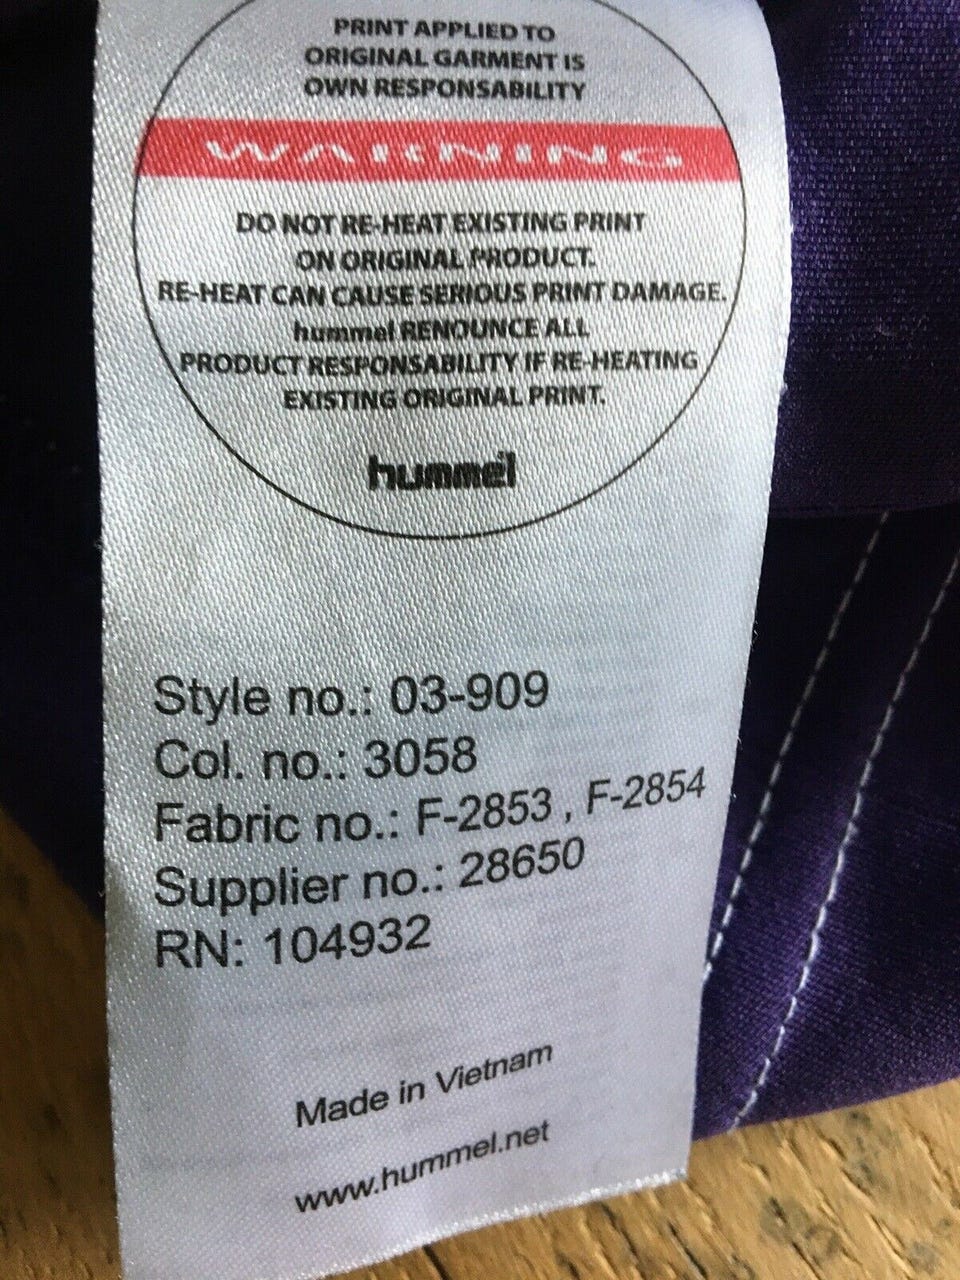 PRINT APPLIED TO
ORIGINAL GARMENT IS
OWN RESPONSABILITY
WARNING
DO NOT RE-HEAT EXISTING PRINT
ON ORIGINAL PRODUCT.
RE-HEAT CAN CAUSE SERIOUS PRINT DAMAGE.
hummel RENOUNCE ALL
PRODUCT RESPONSABILITY IF RE-HEATING
EXISTING ORIGINAL PRINT.
hummel
Style no.: 03-909
Col. no.: 3058
Fabric no.: F-2853 , F-2854
Supplier no.: 28650
RN: 104932
Made in Vietnam
www.hummel.net